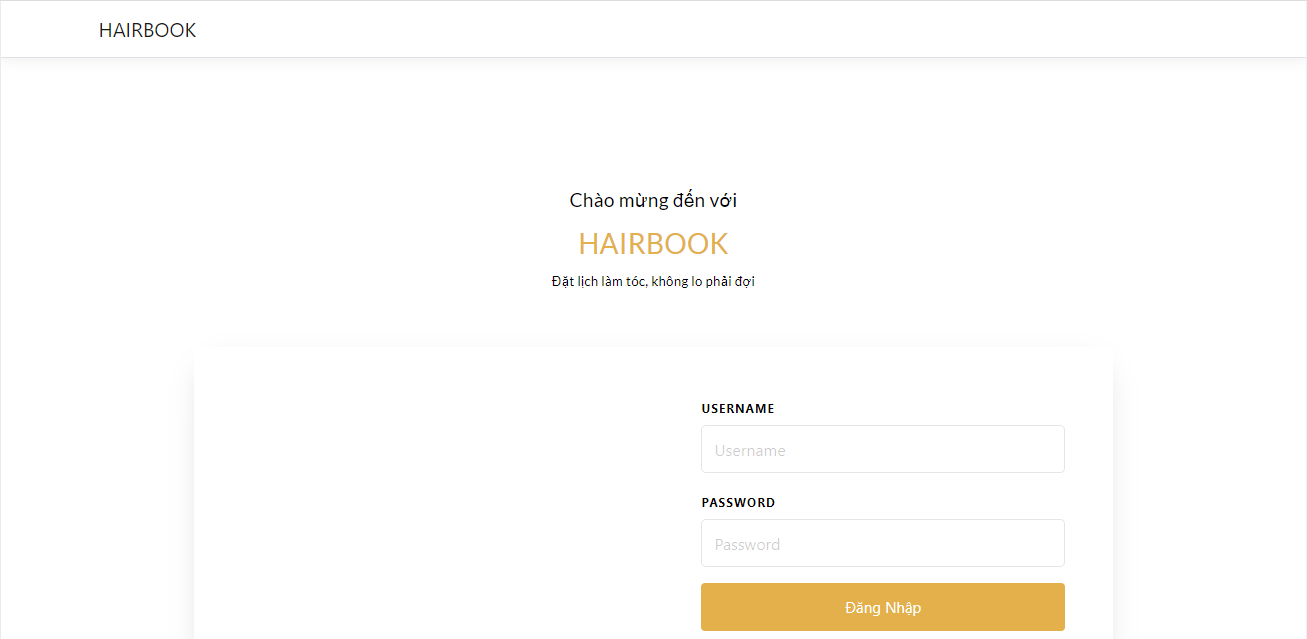 HAIRBOOK
Chào mừng đến với
HAIRBOOK
Đặt lịch làm tóc, không lo phải đợi
USERNAME
Username
PASSWORD
Password
Đăng Nhập